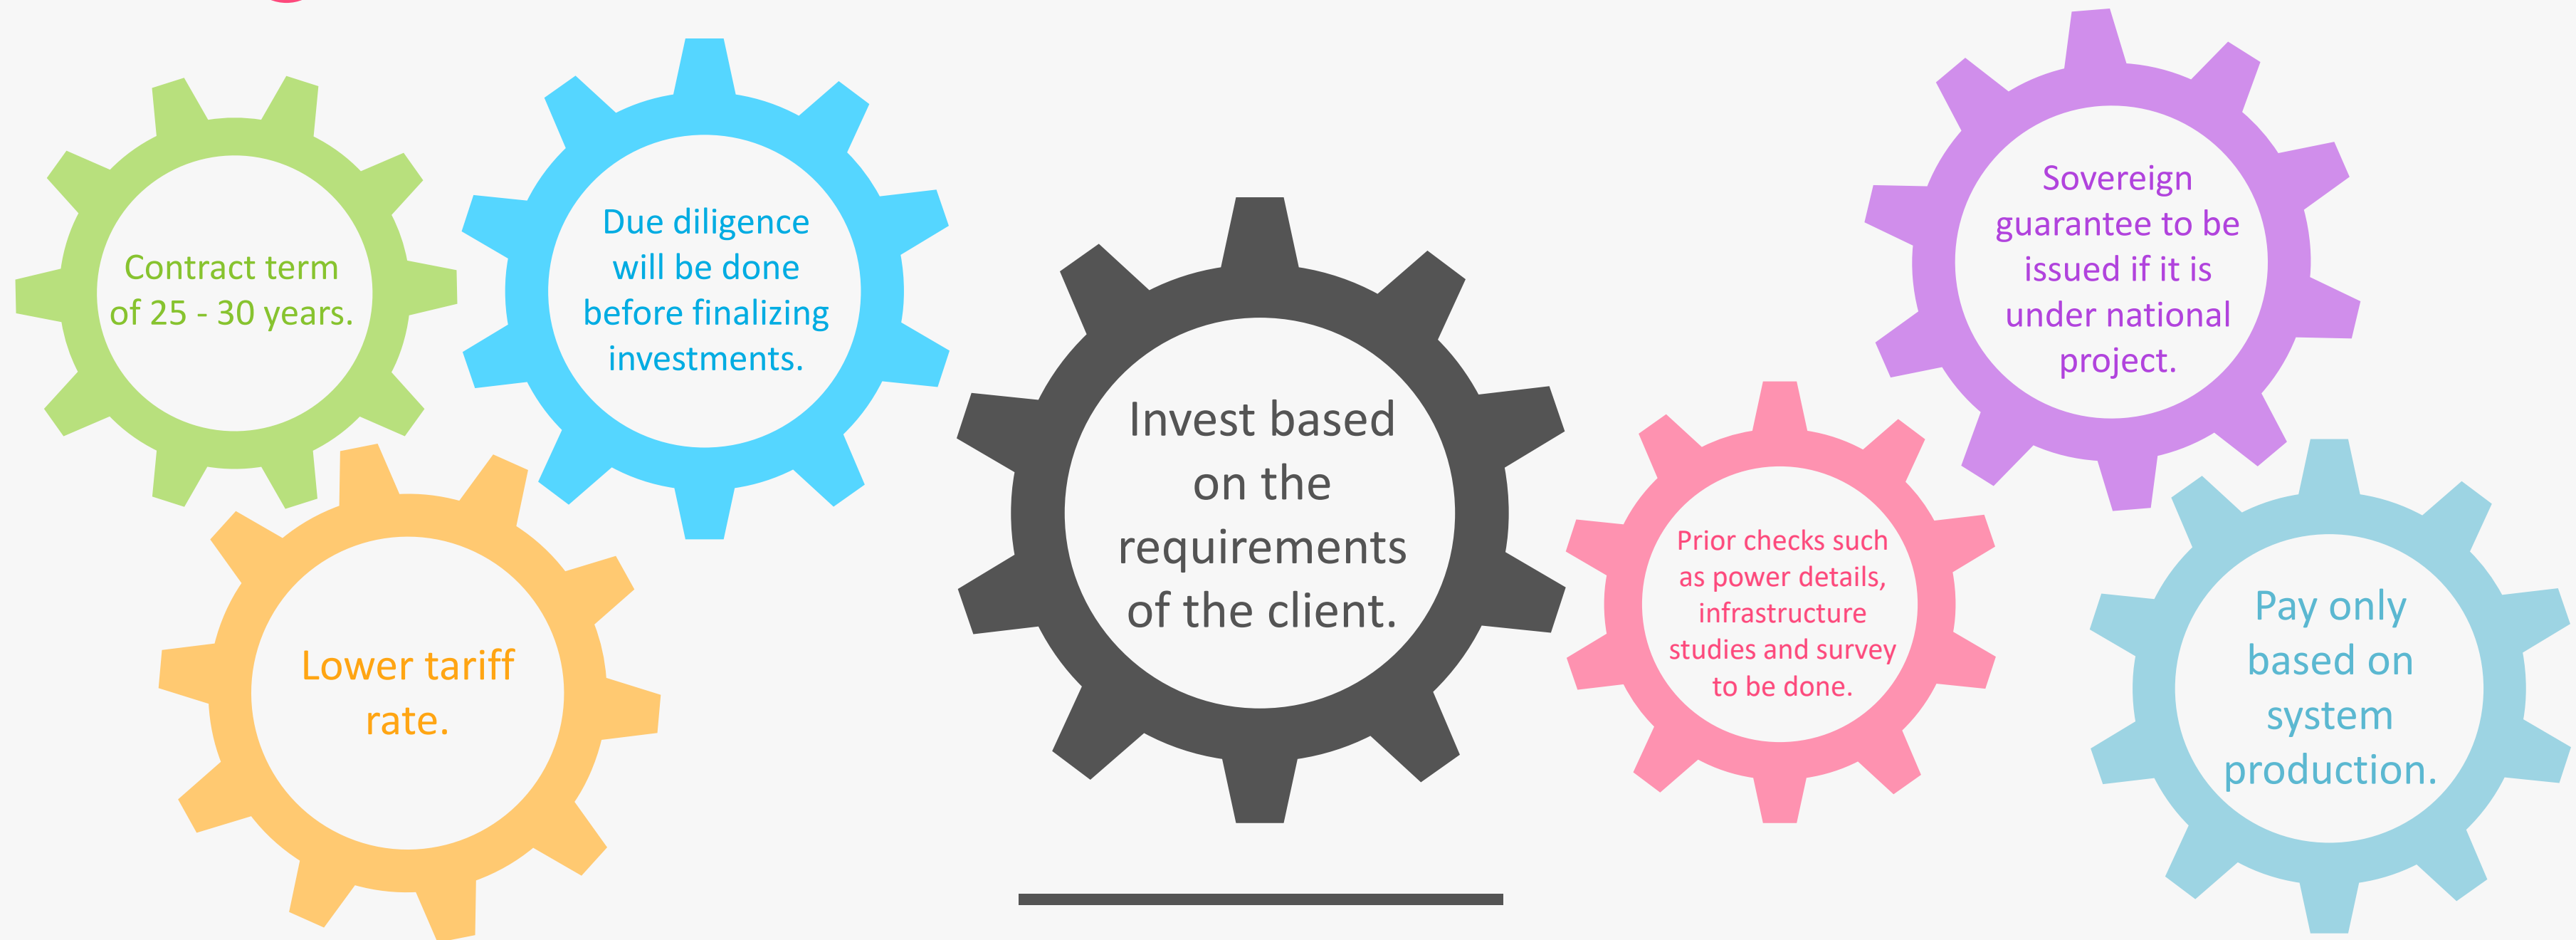 Contract term
of 25 - 30 years.
Due diligence
will be done
before finalizing
investments.
Lower tariff
rate.
Invest based
on the
requirements
of the client.
Prior checks such
as power details,
infrastructure
studies and survey
to be done.
Sovereign
guarantee to be
issued if it is
under national
project.
Pay only
based on
system
production.